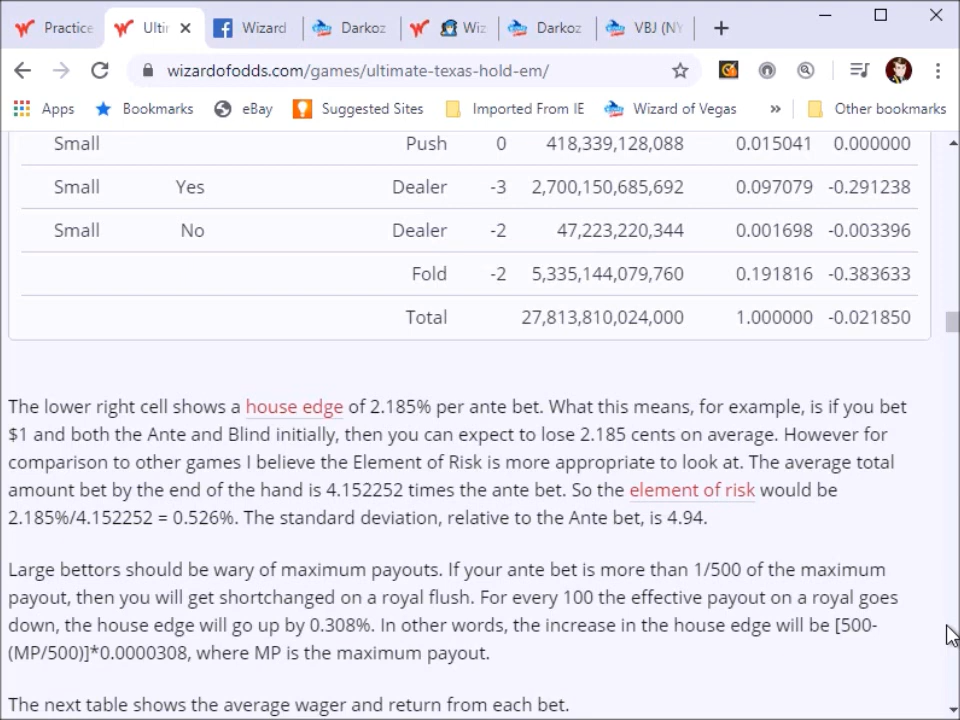 Practice
Ultir
Wizard
Darkoz
Wiz
Darkoz
VBJ (NY
wizardofodds.com/games/ultimate-texas-hold-em/
Apps Bookmarks eBay Suggested Sites Imported From IE Wizard of Vegas » Other bookmarks
Small Push 0 418,339,128,088 0.015041 0.000000
Small Yes Dealer -3 2,700,150,685,692 0.097079 -0.291238
Small No Dealer -2 47,223,220,344 0.001698 -0.003396
Fold -2 5,335,144,079,760 0.191816 -0.383633
Total 27,813,810,024,000 1.000000 -0.021850
The lower right cell shows a house edge of 2.185% per ante bet. What this means, for example, is if you bet
$1 and both the Ante and Blind initially, then you can expect to lose 2.185 cents on average. However for
comparison to other games I believe the Element of Risk is more appropriate to look at. The average total
amount bet by the end of the hand is 4.152252 times the ante bet. So the element of risk would be
2.185%/4.152252 = 0.526%. The standard deviation, relative to the Ante bet, is 4.94.
Large bettors should be wary of maximum payouts. If your ante bet is more than 1/500 of the maximum
payout, then you will get shortchanged on a royal flush. For every 100 the effective payout on a royal goes
down, the house edge will go up by 0.308%. In other words, the increase in the house edge will be [500-
(MP/500)]*0.0000308, where MP is the maximum payout.
The next table shows the average wager and return from each bet.